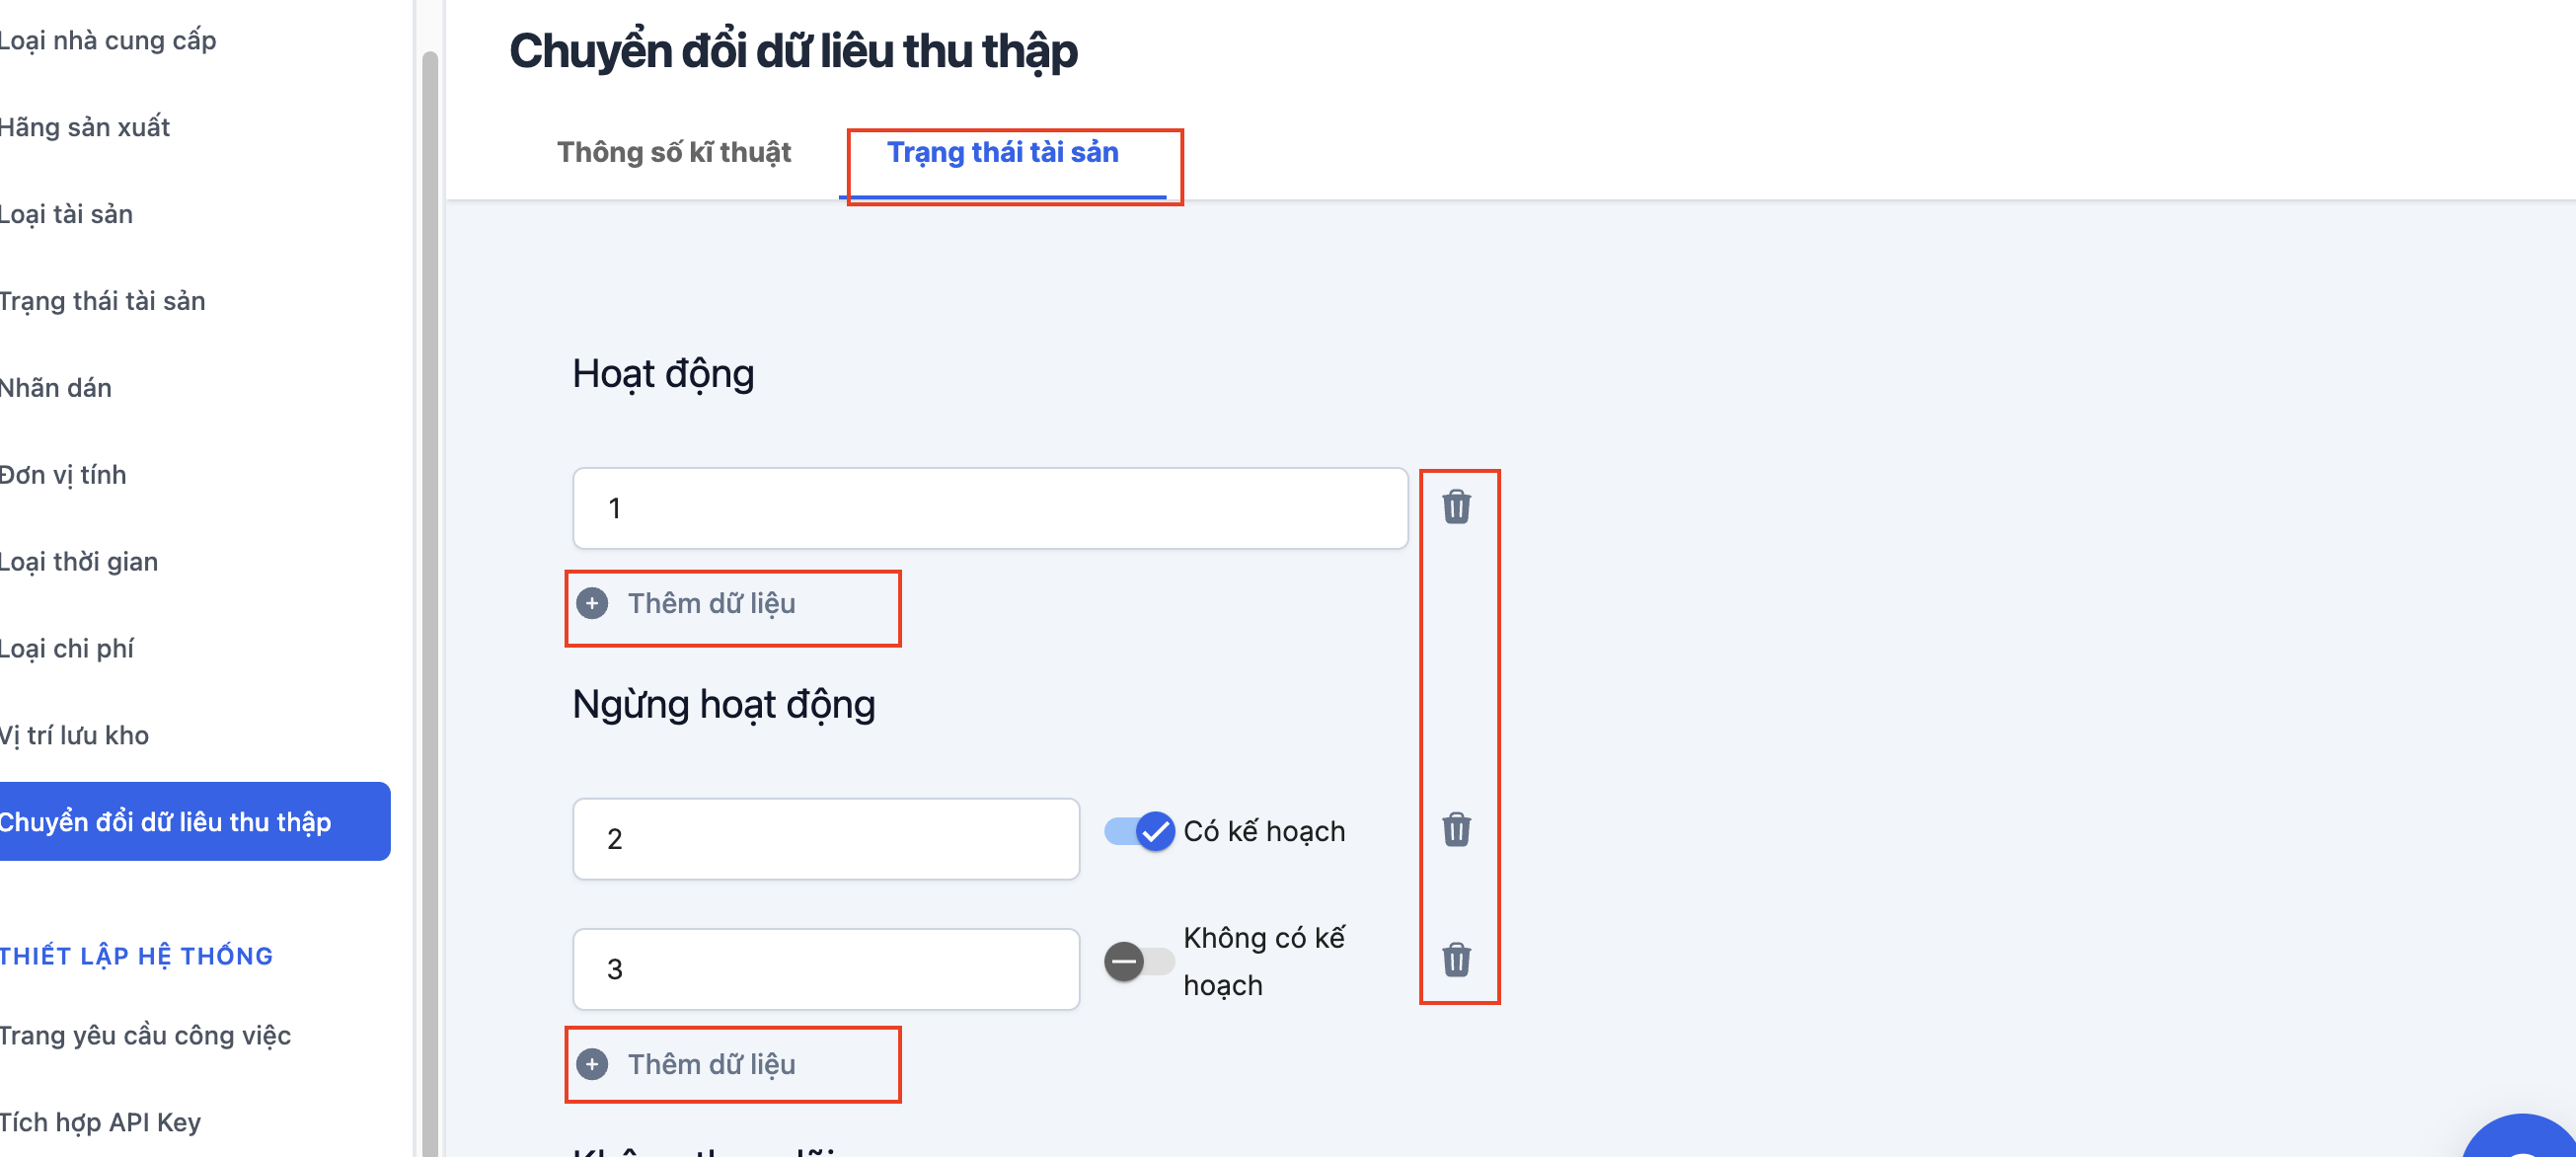 Loại nhà cung cấp
Hãng sản xuất
Loại tài sản
Trạng thái tài sản
Nhãn dán
Đơn vị tính
Loại thời gian
Loại chi phí
Vị trí lưu kho
Chuyển đổi dữ liêu thu thập
THIẾT LẬP HỆ THỐNG
Trang yêu cầu công việc
Tích hợp API Key
Chuyển đổi dữ liêu thu thập
Thông số kĩ thuật
Trạng thái tài sản
Hoạt động
1
Thêm dữ liệu
Ngừng hoạt động
2
Có kế hoạch
3
Không có kế
hoạch
Thêm dữ liệu